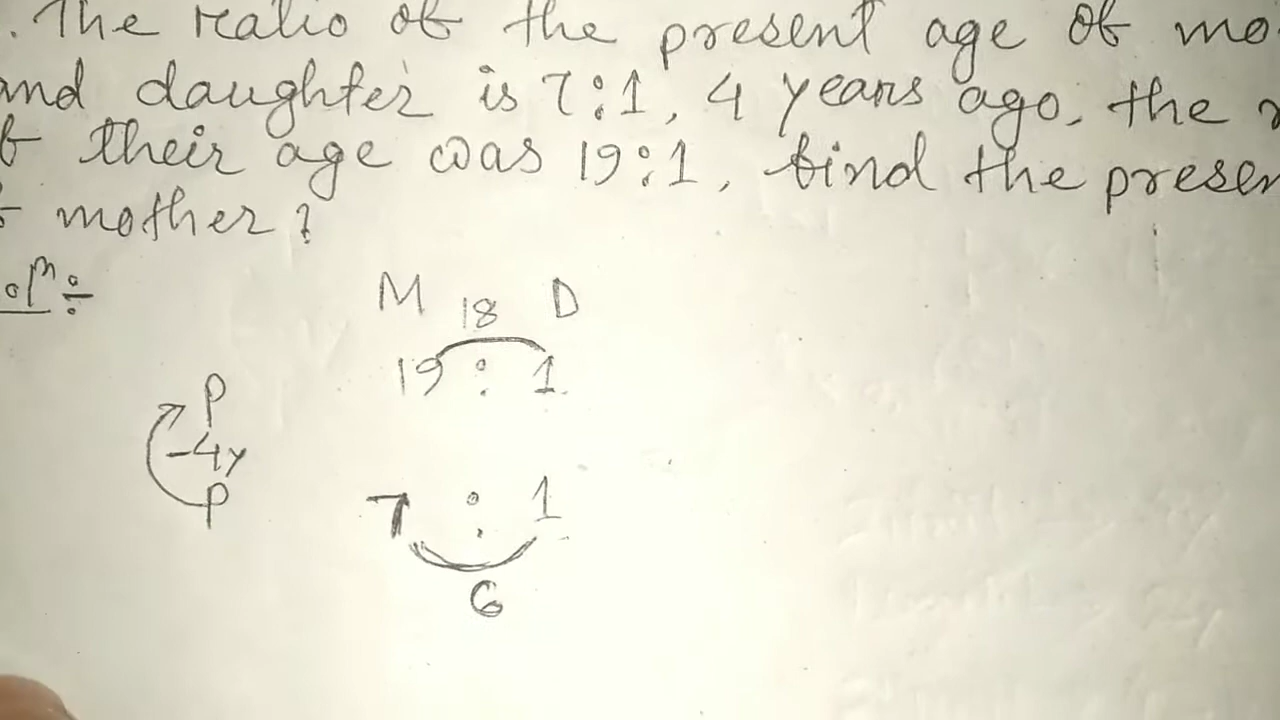 . The ratio of the present age of mo
and daughter is 7:1, 4 years ago, the r
their age was 19:1, find the presen
mother?
M 18 D
19 : 1
P
-4y
P
7 : 1
6